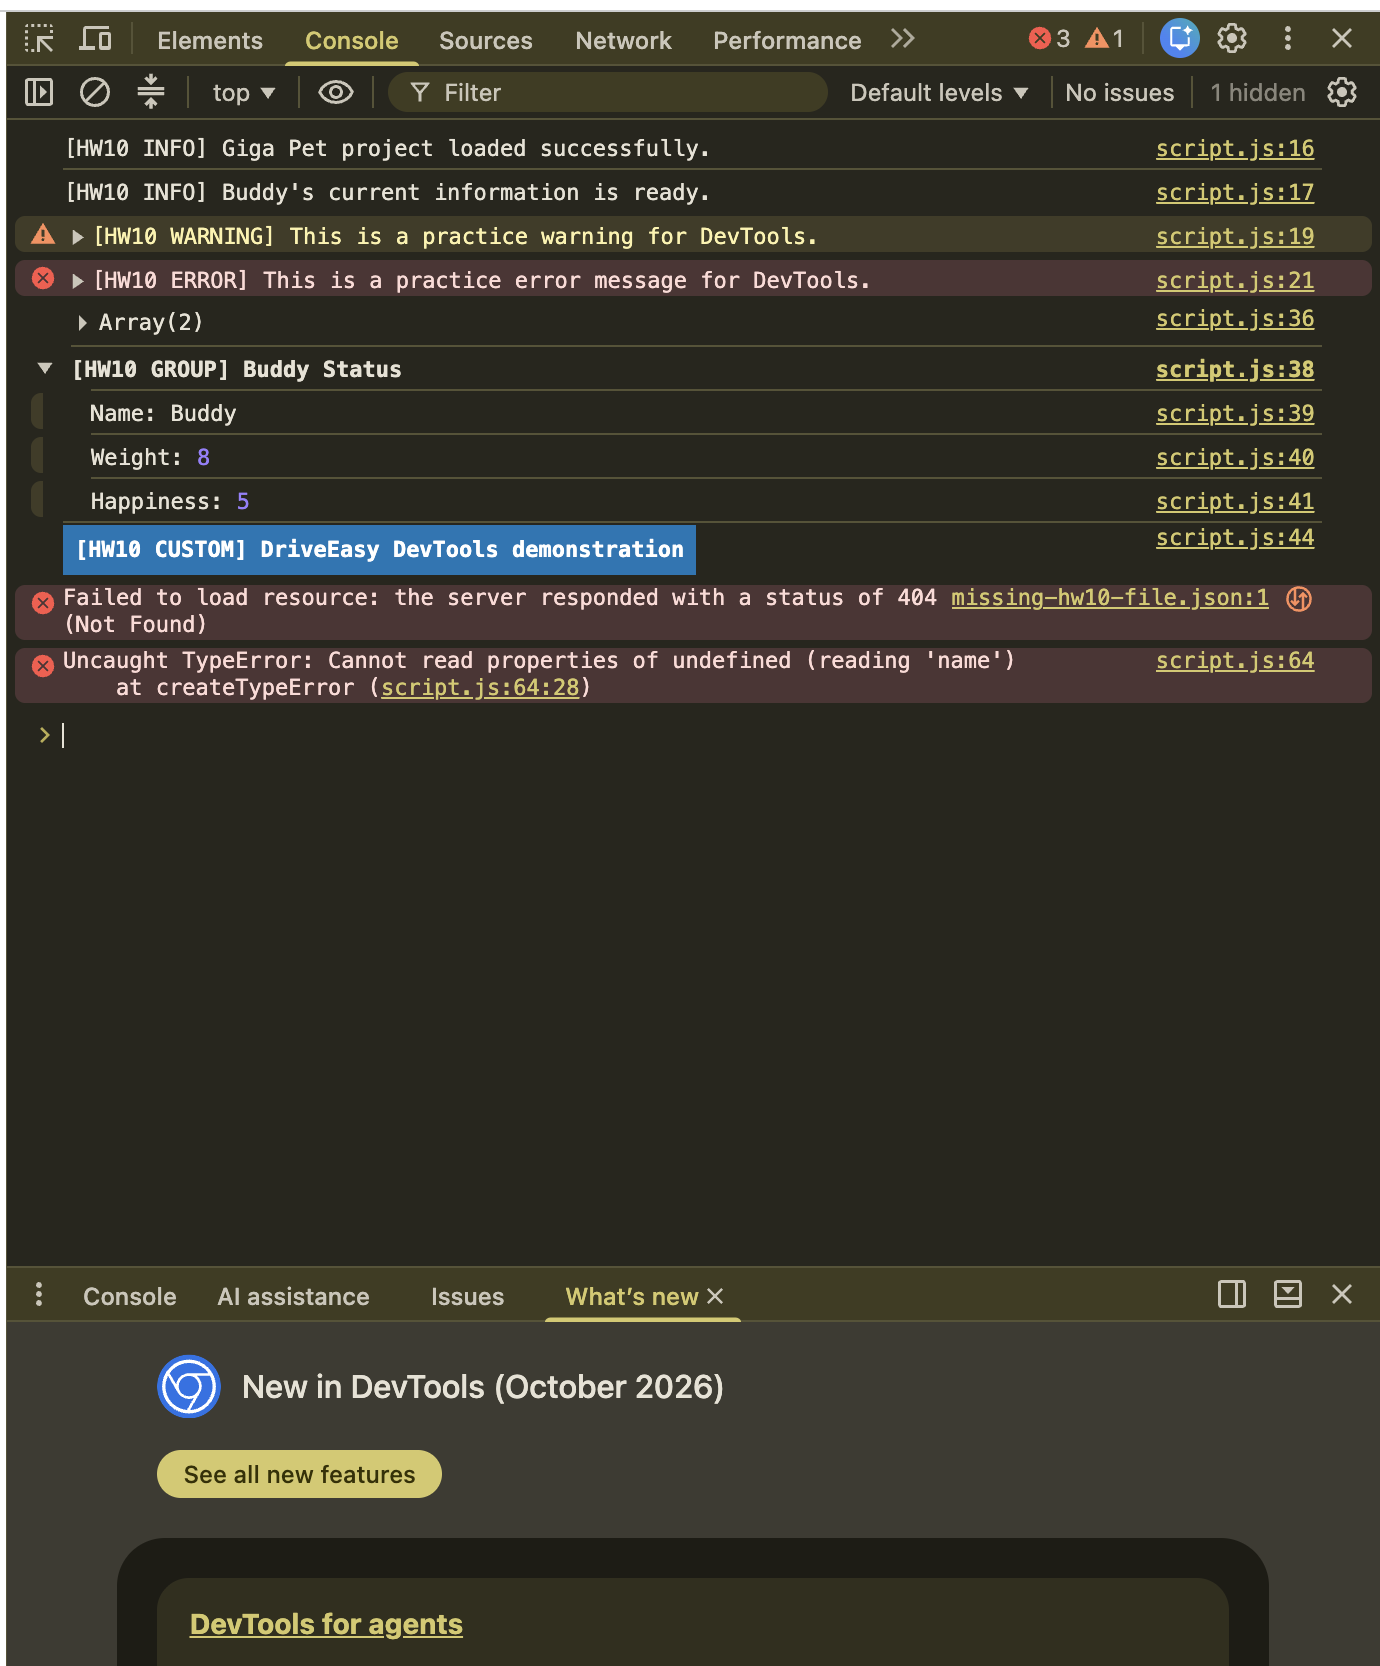 Elements Console Sources Network Performance 3 1
top Filter Default levels No issues 1 hidden
[HW10 INFO] Giga Pet project loaded successfully. script.js:16
[HW10 INFO] Buddy's current information is ready. script.js:17
[HW10 WARNING] This is a practice warning for DevTools. script.js:19
[HW10 ERROR] This is a practice error message for DevTools. script.js:21
Array(2) script.js:36
[HW10 GROUP] Buddy Status script.js:38
Name: Buddy script.js:39
Weight: 8 script.js:40
Happiness: 5 script.js:41
[HW10 CUSTOM] DriveEasy DevTools demonstration script.js:44
Failed to load resource: the server responded with a status of 404 missing-hw10-file.json:1
(Not Found)
Uncaught TypeError: Cannot read properties of undefined (reading 'name') script.js:64
at createTypeError (script.js:64:28)
Console AI assistance Issues What's new
New in DevTools (October 2026)
See all new features
DevTools for agents